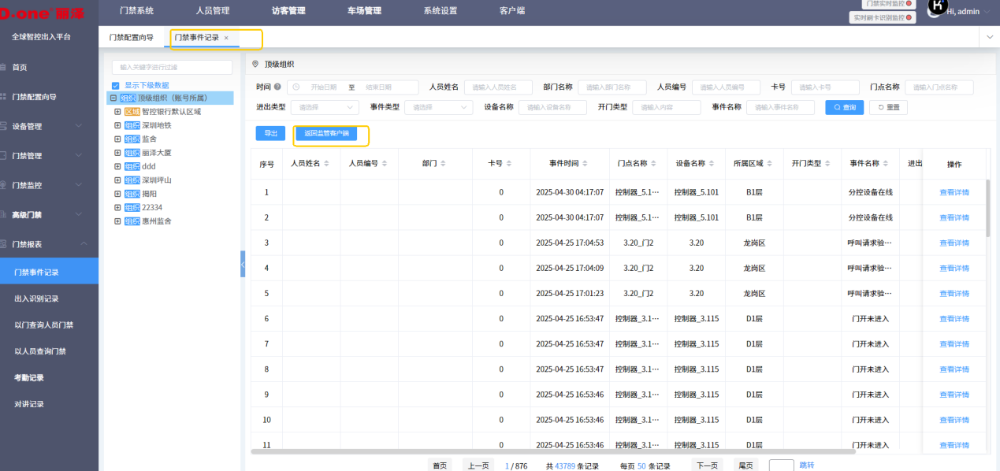 D-one 丽泽
门禁系统 人员管理 访客管理 车场管理 系统设置 客户端
门禁实时监控
实时刷卡识别监控
Hi, admin
全球智控出入平台
门禁配置向导 门禁事件记录 ×
首页
门禁配置向导
设备管理
门禁管理
门禁监控
高级门禁
门禁报表
门禁事件记录
出入识别记录
以门查询人员门禁
以人员查询门禁
考勤记录
对讲记录
输入关键字进行过滤
显示下级数据
组织 顶级组织（账号所属）
区域 智控银行默认区域
组织 深圳地铁
组织 监舍
组织 丽泽大厦
组织 ddd
组织 深圳坪山
组织 揭阳
组织 22334
组织 惠州监舍
顶级组织
时间 开始日期 至 结束日期 人员姓名 请输入人员姓名 部门名称 请输入部门名称 人员编号 请输入人员编号 卡号 请输入卡号 门点名称 请输入门点名称
进出类型 请选择 事件类型 请选择 设备名称 请输入设备名称 开门类型 请输入内容 事件名称 请输入事件名称 查询 重置
导出 返回监管客户端
序号 人员姓名 人员编号 部门 卡号 事件时间 门点名称 设备名称 所属区域 开门类型 事件名称 进出 操作
1 0 2025-04-30 04:17:07 控制器_5.1··· 控制器_5.101 B1层 分控设备在线 查看详情
2 0 2025-04-30 04:17:07 控制器_5.1··· 控制器_5.101 B1层 分控设备在线 查看详情
3 0 2025-04-25 17:04:53 3.20_门2 3.20 龙岗区 呼叫请求验··· 查看详情
4 0 2025-04-25 17:04:09 3.20_门2 3.20 龙岗区 呼叫请求验··· 查看详情
5 0 2025-04-25 17:01:23 3.20_门2 3.20 龙岗区 呼叫请求验··· 查看详情
6 0 2025-04-25 16:53:47 控制器_3.1··· 控制器_3.115 D1层 门开未进入 查看详情
7 0 2025-04-25 16:53:47 控制器_3.1··· 控制器_3.115 D1层 门开未进入 查看详情
8 0 2025-04-25 16:53:47 控制器_3.1··· 控制器_3.115 D1层 门开未进入 查看详情
9 0 2025-04-25 16:53:46 控制器_3.1··· 控制器_3.115 D1层 门开未进入 查看详情
10 0 2025-04-25 16:53:46 控制器_3.1··· 控制器_3.115 D1层 门开未进入 查看详情
11 0 2025-04-25 16:53:46 控制器_3.1··· 控制器_3.115 D1层 门开未进入 查看详情
首页 上一页 1 / 876 共 43789 条记录 每页 50 条记录 下一页 尾页 跳转